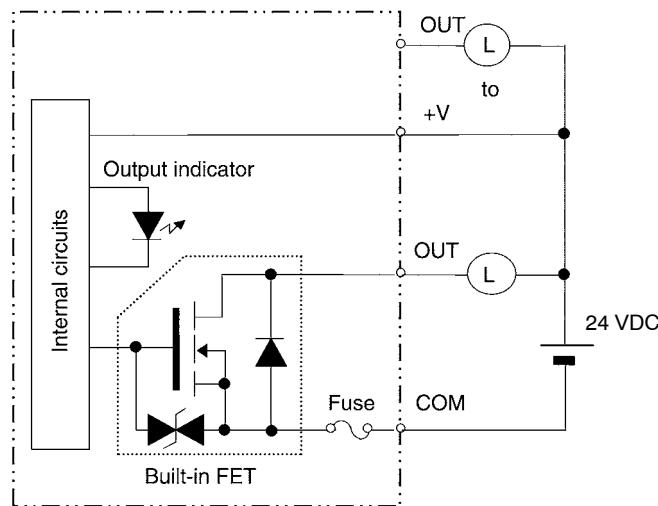 OUT
L
to
+V
Output indicator
Internal circuits
OUT
L
24 VDC
Fuse
COM
Built-in FET